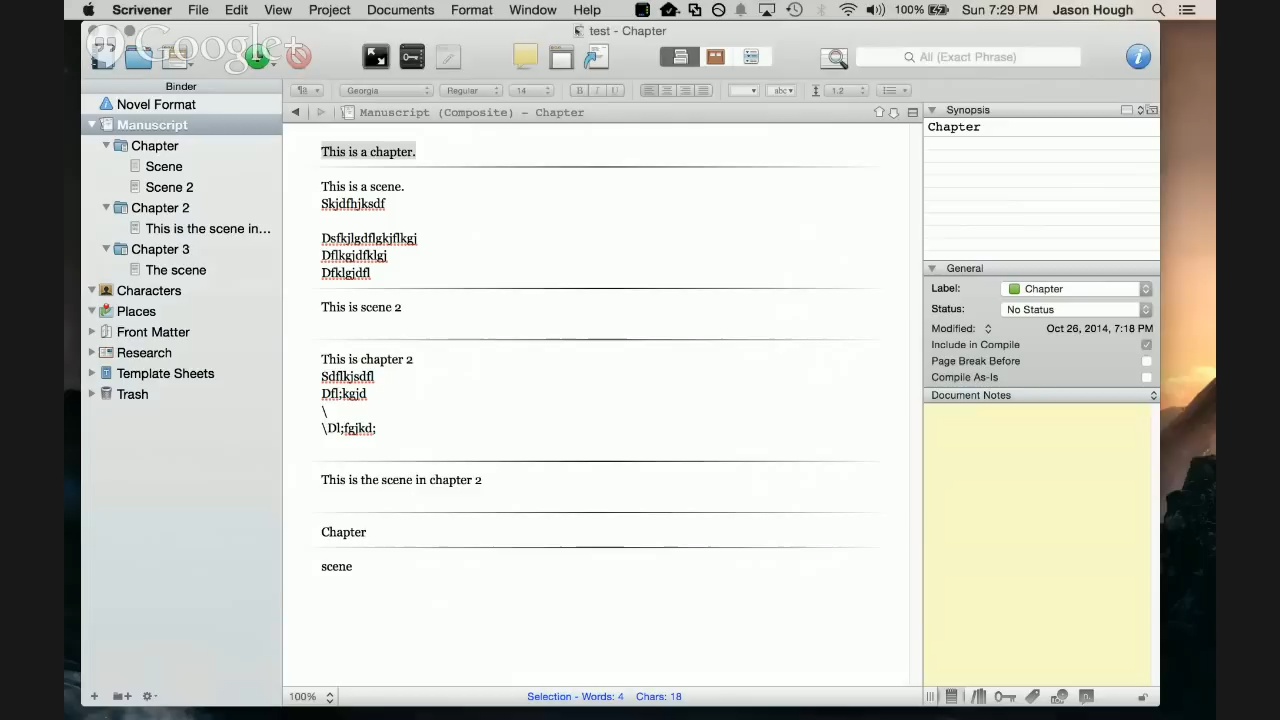 Scrivener File Edit View Project Documents Format Window Help 100% Sun 7:29 PM Jason Hough
Google+
test - Chapter
All (Exact Phrase)
Binder
Georgia Regular 14 B I U abc 1.2
Novel Format
Manuscript
Chapter
Scene
Scene 2
Chapter 2
This is the scene in…
Chapter 3
The scene
Characters
Places
Front Matter
Research
Template Sheets
Trash
Manuscript (Composite) - Chapter
This is a chapter.
This is a scene.
Skjdfhjksdf
Dsfkjlgdflgkjflkgj
Dflkgjdfklgj
Dfklgjdfl
This is scene 2
This is chapter 2
Sdflkjsdfl
Dfl;kgjd
\
\Dl;fgjkd;
This is the scene in chapter 2
Chapter
scene
Synopsis
Chapter
General
Label: Chapter
Status: No Status
Modified: Oct 26, 2014, 7:18 PM
Include in Compile
Page Break Before
Compile As-Is
Document Notes
100%
Selection - Words: 4 Chars: 18